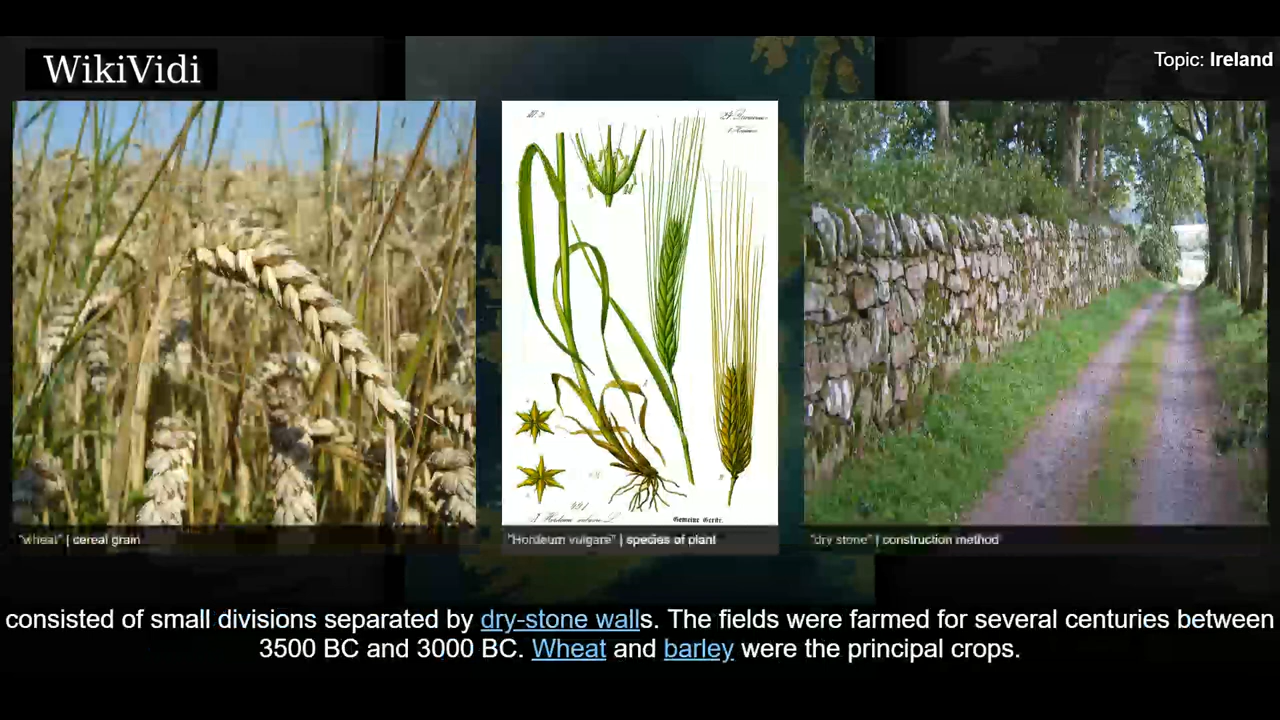 WikiVidi
Topic: Ireland
"wheat" | cereal grain
"Hordeum vulgare" | species of plant
"dry stone" | construction method
Gemeine Gerste.
consisted of small divisions separated by dry-stone walls. The fields were farmed for several centuries between
3500 BC and 3000 BC. Wheat and barley were the principal crops.